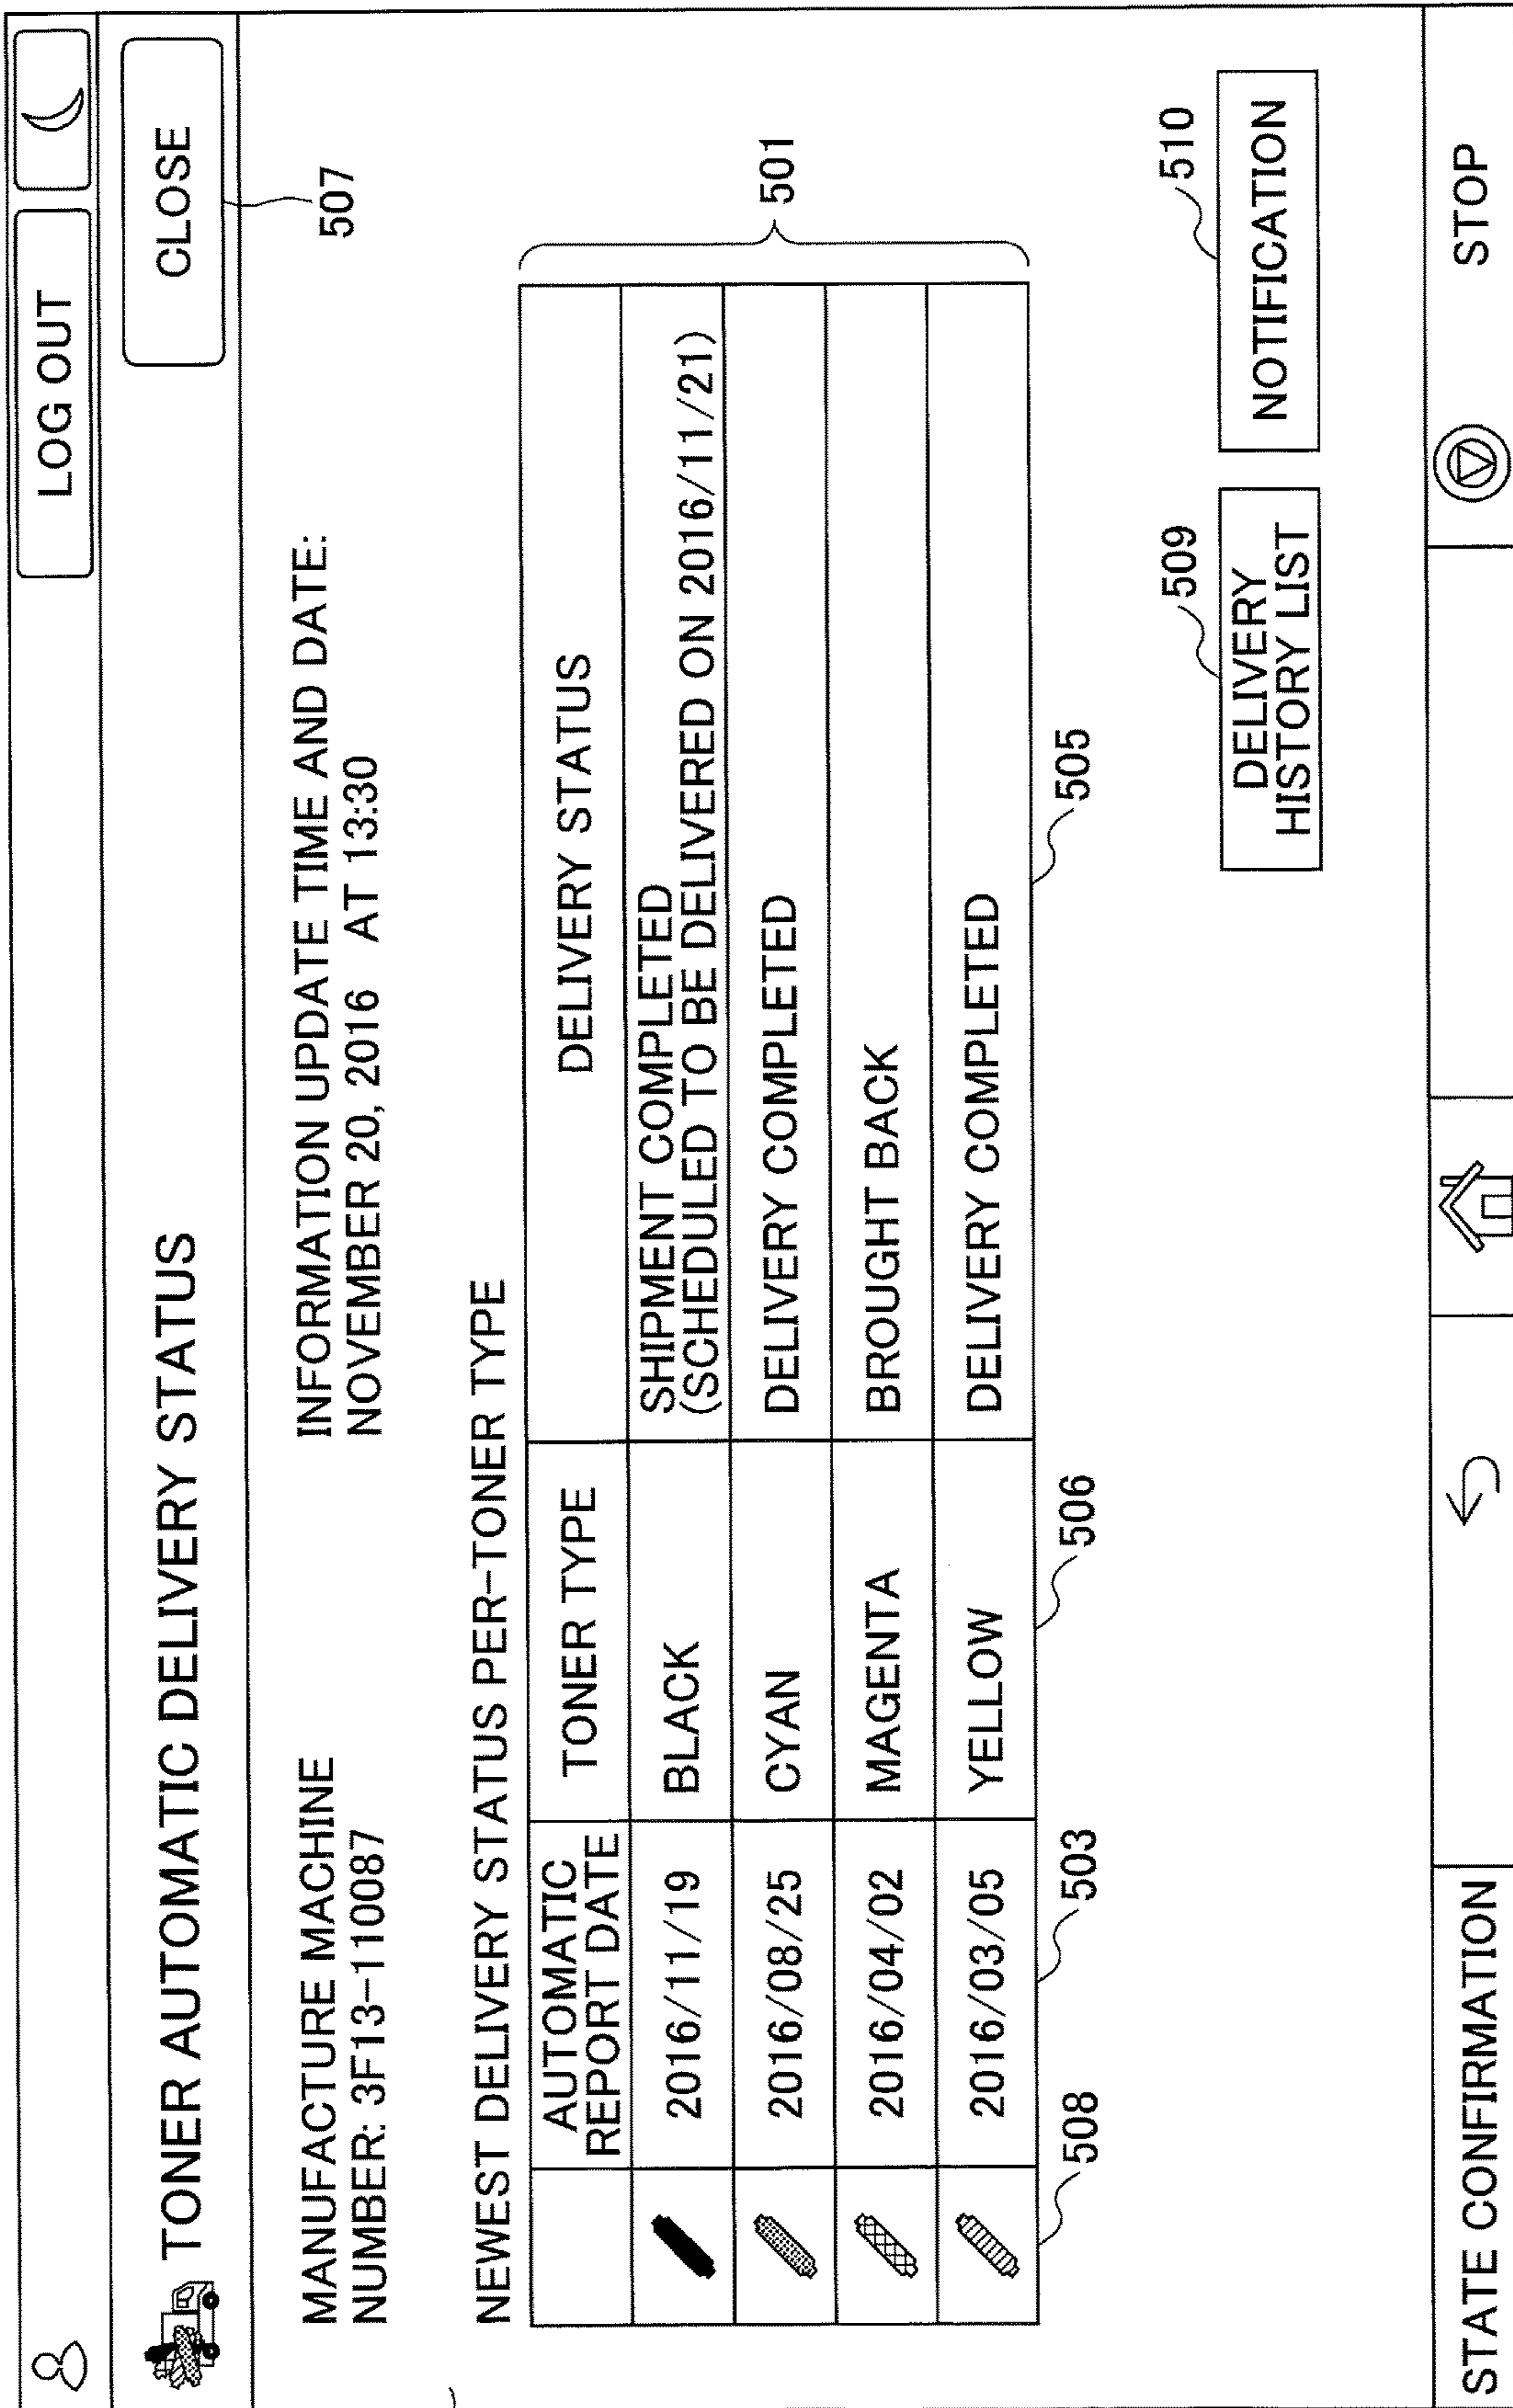 LOG OUT
TONER AUTOMATIC DELIVERY STATUS
CLOSE
507
MANUFACTURE MACHINE
NUMBER: 3F13-110087
INFORMATION UPDATE TIME AND DATE:
NOVEMBER 20, 2016 AT 13:30
NEWEST DELIVERY STATUS PER-TONER TYPE
AUTOMATIC
REPORT DATE
TONER TYPE
DELIVERY STATUS
2016/11/19
BLACK
SHIPMENT COMPLETED
(SCHEDULED TO BE DELIVERED ON 2016/11/21)
2016/08/25
CYAN
DELIVERY COMPLETED
2016/04/02
MAGENTA
BROUGHT BACK
2016/03/05
YELLOW
DELIVERY COMPLETED
501
508
503
506
505
509
510
DELIVERY
HISTORY LIST
NOTIFICATION
STATE CONFIRMATION
STOP